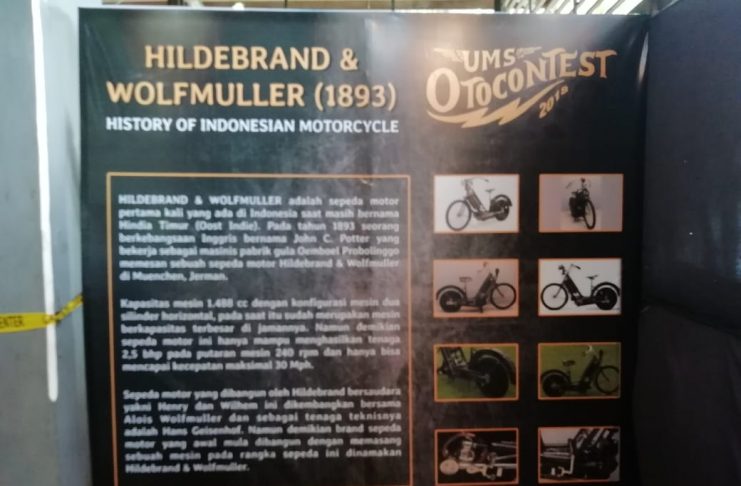 HILDEBRAND &
WOLFMULLER (1893)
HISTORY OF INDONESIAN MOTORCYCLE
UMS
OTOCONTEST
2018
HILDEBRAND & WOLFMULLER adalah sepeda motor
pertama kali yang ada di Indonesia saat masih bernama
Hindia Timur (Oost Indie). Pada tahun 1893 seorang
berkebangsaan Inggris bernama John C. Potter yang
bekerja sebagai masinis pabrik gula Oemboel Probolinggo
memesan sebuah sepeda motor Hildebrand & Wolfmuller
di Muenchen, Jerman.
Kapasitas mesin 1.488 cc dengan konfigurasi mesin dua
silinder horizontal, pada saat itu sudah merupakan mesin
berkapasitas terbesar di jamannya. Namun demikian
sepeda motor ini hanya mampu menghasilkan tenaga
2,5 bhp pada putaran mesin 240 rpm dan hanya bisa
mencapai kecepatan maksimal 30 Mph.
Sepeda motor yang dibangun oleh Hildebrand bersaudara
yakni Henry dan Wilhem ini dikembangkan bersama
Alois Wolfmuller dan sebagai tenaga teknisnya
adalah Hans Geisenhof. Namun demikian brand sepeda
motor yang awal mula dibangun dengan memasang
sebuah mesin pada rangka sepeda ini dinamakan
Hildebrand & Wolfmuller.
ENTER